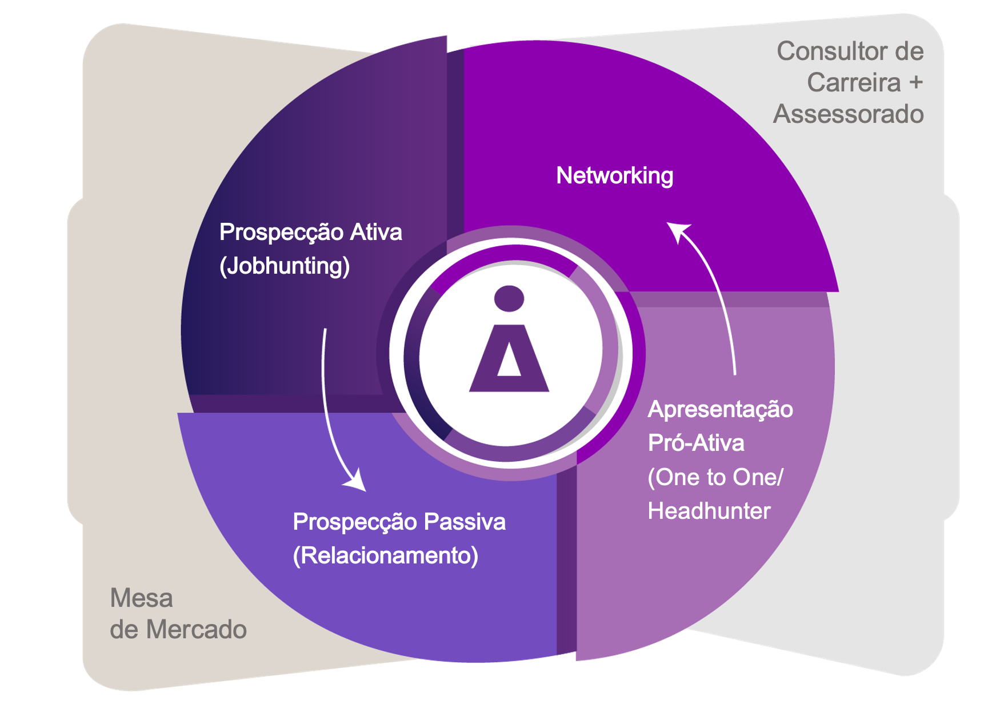 Consultor de
Carreira +
Assessorado
Networking
Prospecção Ativa
(Jobhunting)
Apresentação
Pró-Ativa
(One to One/
Headhunter
Prospecção Passiva
(Relacionamento)
Mesa
de Mercado